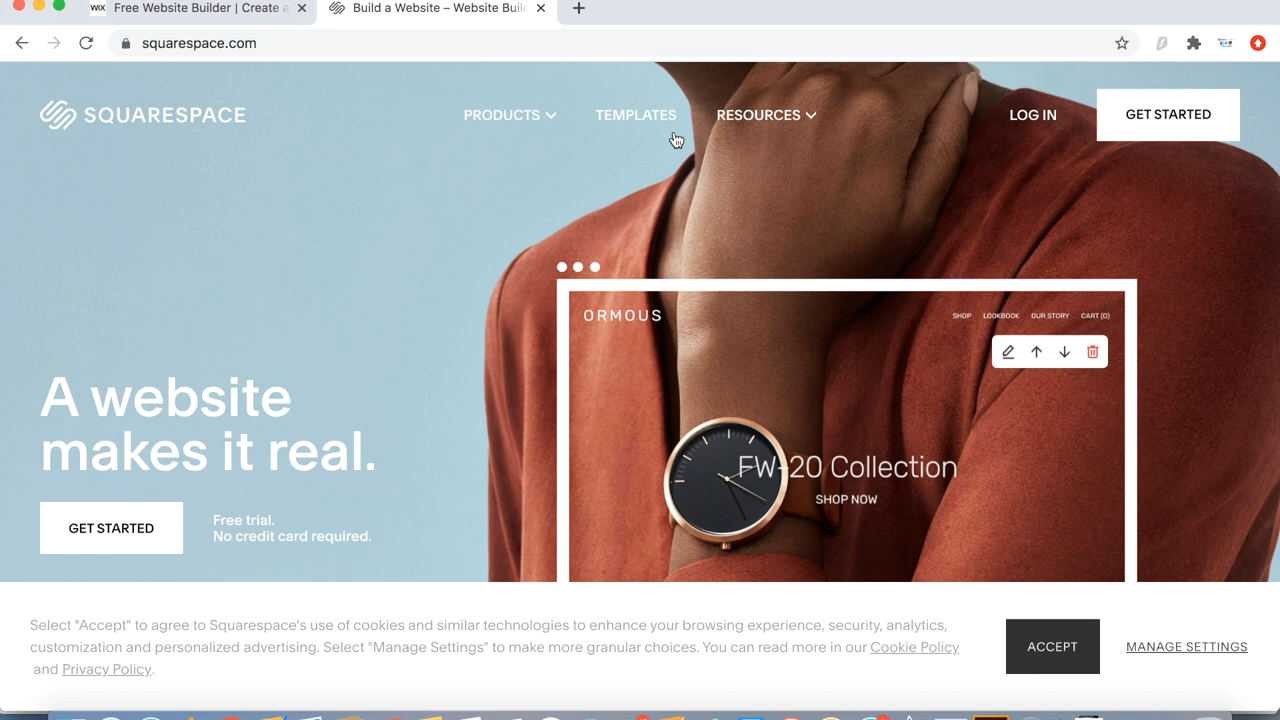 WIX Free Website Builder | Create a
Build a Website – Website Buil
squarespace.com
SQUARESPACE
PRODUCTS
TEMPLATES
RESOURCES
LOG IN
GET STARTED
ORMOUS
SHOP LOOKBOOK OUR STORY CART (0)
A website
makes it real.
FW-20 Collection
SHOP NOW
GET STARTED
Free trial.
No credit card required.
Select "Accept" to agree to Squarespace's use of cookies and similar technologies to enhance your browsing experience, security, analytics,
customization and personalized advertising. Select "Manage Settings" to make more granular choices. You can read more in our Cookie Policy
and Privacy Policy.
ACCEPT
MANAGE SETTINGS